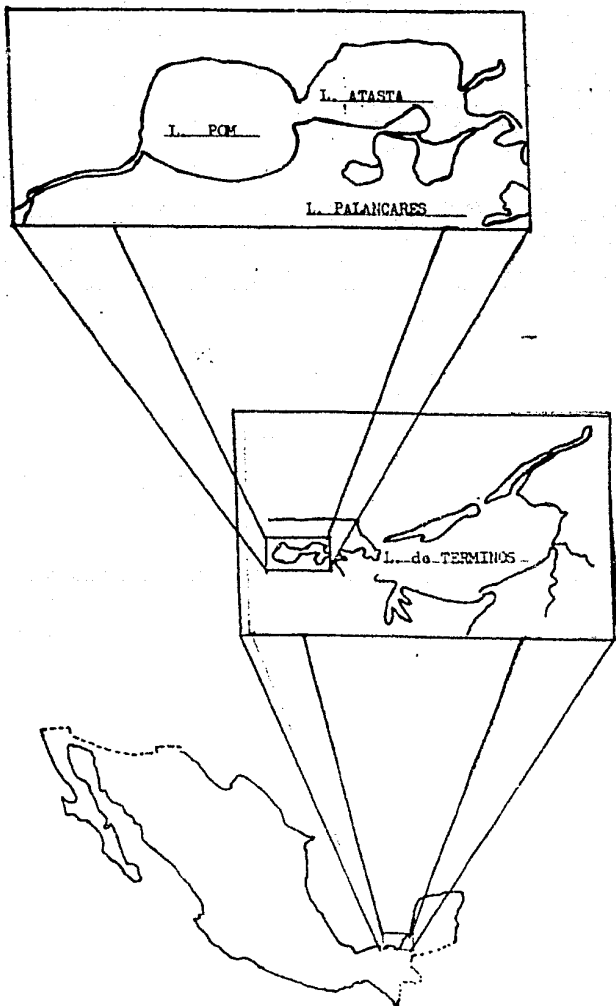 L. ATASTA
L. POM
L. PALANCARES
L. de TERMINOS